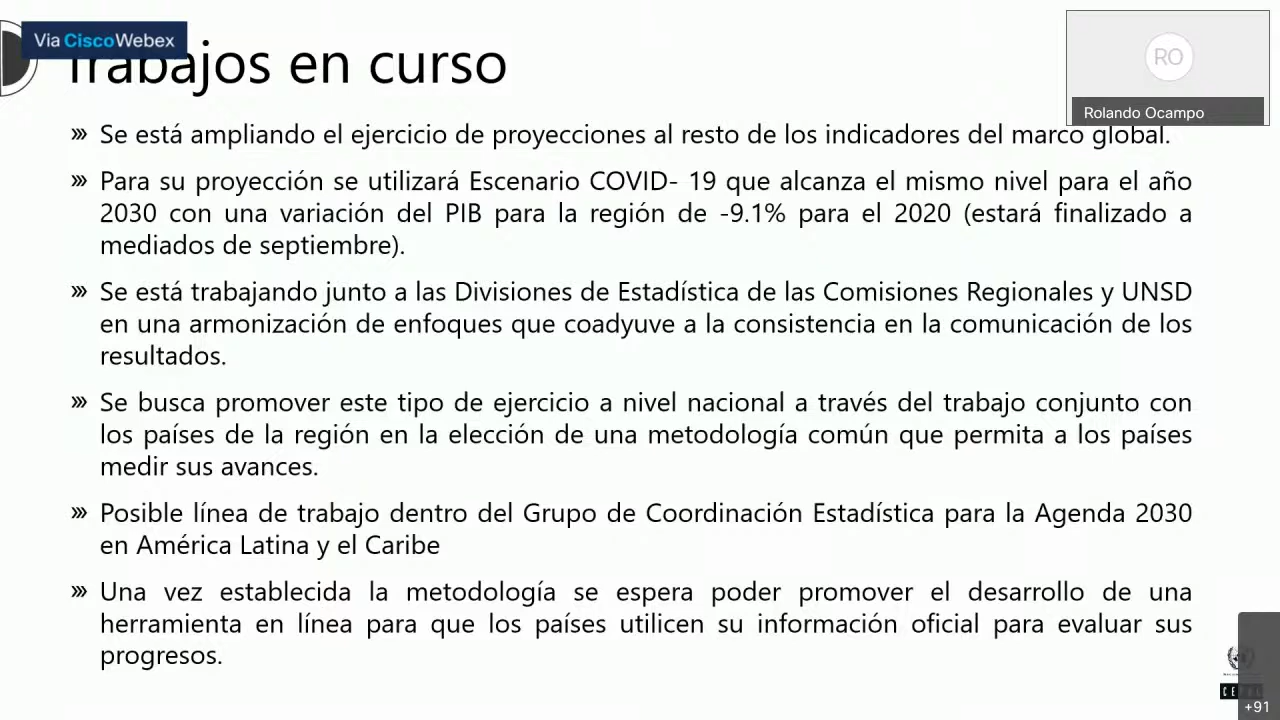 Via Cisco Webex
Trabajos en curso
RO
Rolando Ocampo
» Se está ampliando el ejercicio de proyecciones al resto de los indicadores del marco global.
» Para su proyección se utilizará Escenario COVID- 19 que alcanza el mismo nivel para el año
2030 con una variación del PIB para la región de -9.1% para el 2020 (estará finalizado a
mediados de septiembre).
» Se está trabajando junto a las Divisiones de Estadística de las Comisiones Regionales y UNSD
en una armonización de enfoques que coadyuve a la consistencia en la comunicación de los
resultados.
» Se busca promover este tipo de ejercicio a nivel nacional a través del trabajo conjunto con
los países de la región en la elección de una metodología común que permita a los países
medir sus avances.
» Posible línea de trabajo dentro del Grupo de Coordinación Estadística para la Agenda 2030
en América Latina y el Caribe
» Una vez establecida la metodología se espera poder promover el desarrollo de una
herramienta en línea para que los países utilicen su información oficial para evaluar sus
progresos.
+91